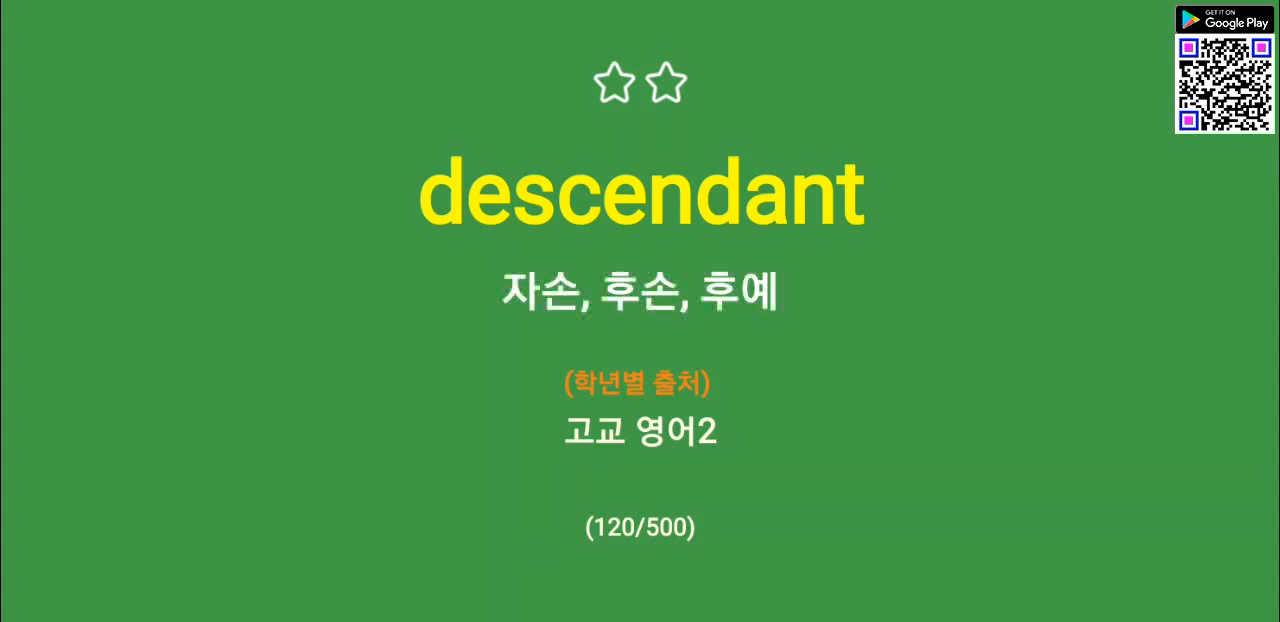 GET IT ON
Google Play
descendant
자손, 후손, 후예
(학년별 출처)
고교 영어2
(120/500)